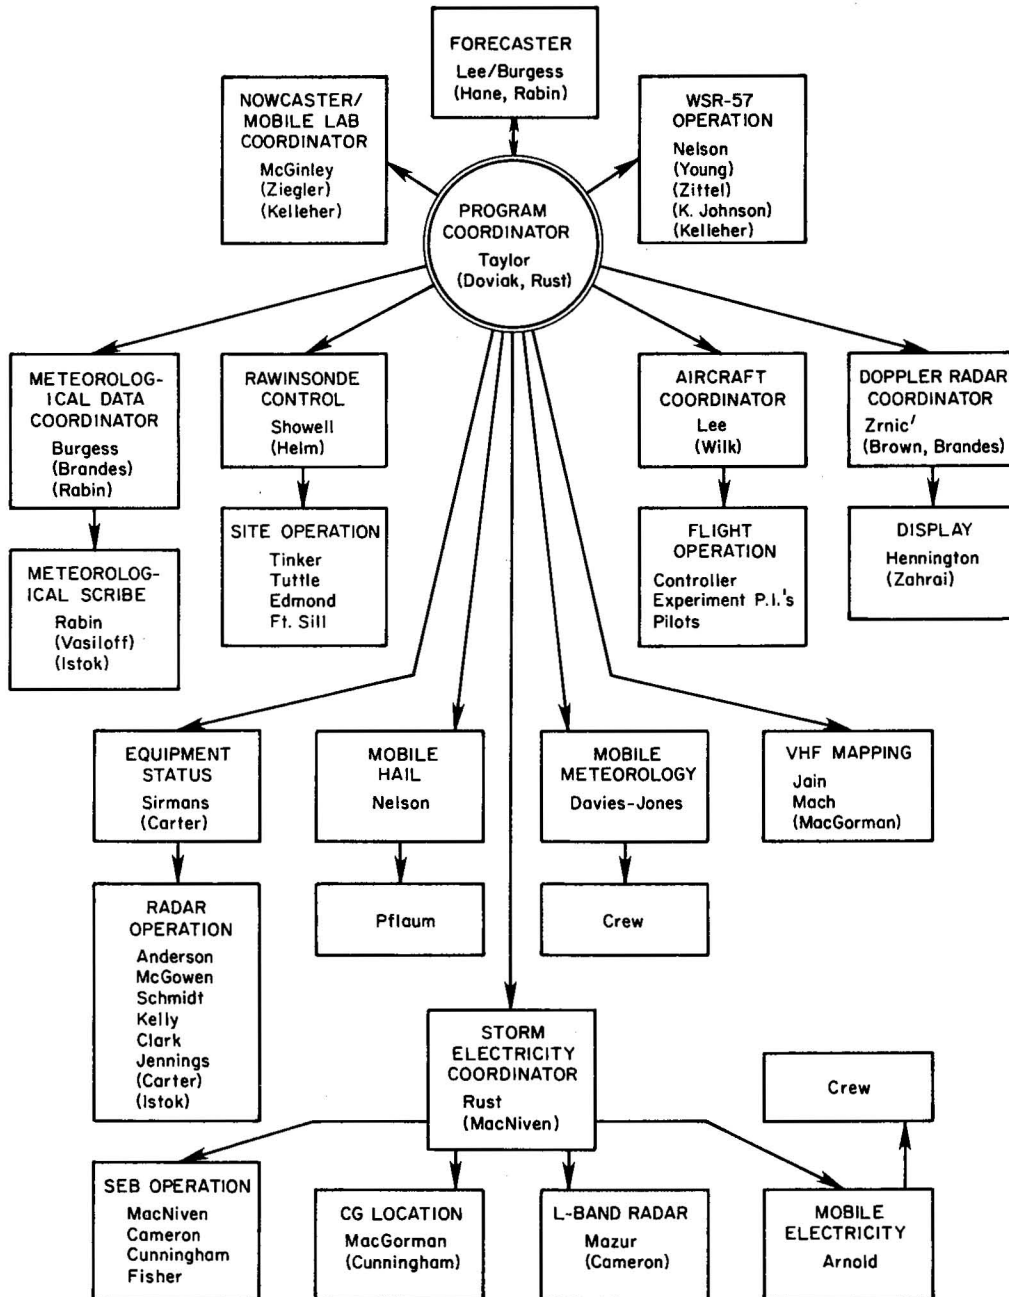 FORECASTER
Lee/Burgess
(Hane, Rabin)
NOWCASTER/
MOBILE LAB
COORDINATOR
McGinley
(Ziegler)
(Kelleher)
WSR-57
OPERATION
Nelson
(Young)
(Zittel)
(K. Johnson)
(Kelleher)
PROGRAM
COORDINATOR
Taylor
(Doviak, Rust)
METEOROLOG-
ICAL DATA
COORDINATOR
Burgess
(Brandes)
(Rabin)
RAWINSONDE
CONTROL
Showell
(Helm)
AIRCRAFT
COORDINATOR
Lee
(Wilk)
DOPPLER RADAR
COORDINATOR
Zrnic'
(Brown, Brandes)
METEOROLOG-
ICAL SCRIBE
Rabin
(Vasiloff)
(Istok)
SITE OPERATION
Tinker
Tuttle
Edmond
Ft. Sill
FLIGHT
OPERATION
Controller
Experiment P.I.'s
Pilots
DISPLAY
Hennington
(Zahrai)
EQUIPMENT
STATUS
Sirmans
(Carter)
MOBILE
HAIL
Nelson
MOBILE
METEOROLOGY
Davies-Jones
VHF MAPPING
Jain
Mach
(MacGorman)
RADAR
OPERATION
Anderson
McGowen
Schmidt
Kelly
Clark
Jennings
(Carter)
(Istok)
Pflaum
Crew
STORM
ELECTRICITY
COORDINATOR
Rust
(MacNiven)
Crew
SEB OPERATION
MacNiven
Cameron
Cunningham
Fisher
CG LOCATION
MacGorman
(Cunningham)
L-BAND RADAR
Mazur
(Cameron)
MOBILE
ELECTRICITY
Arnold